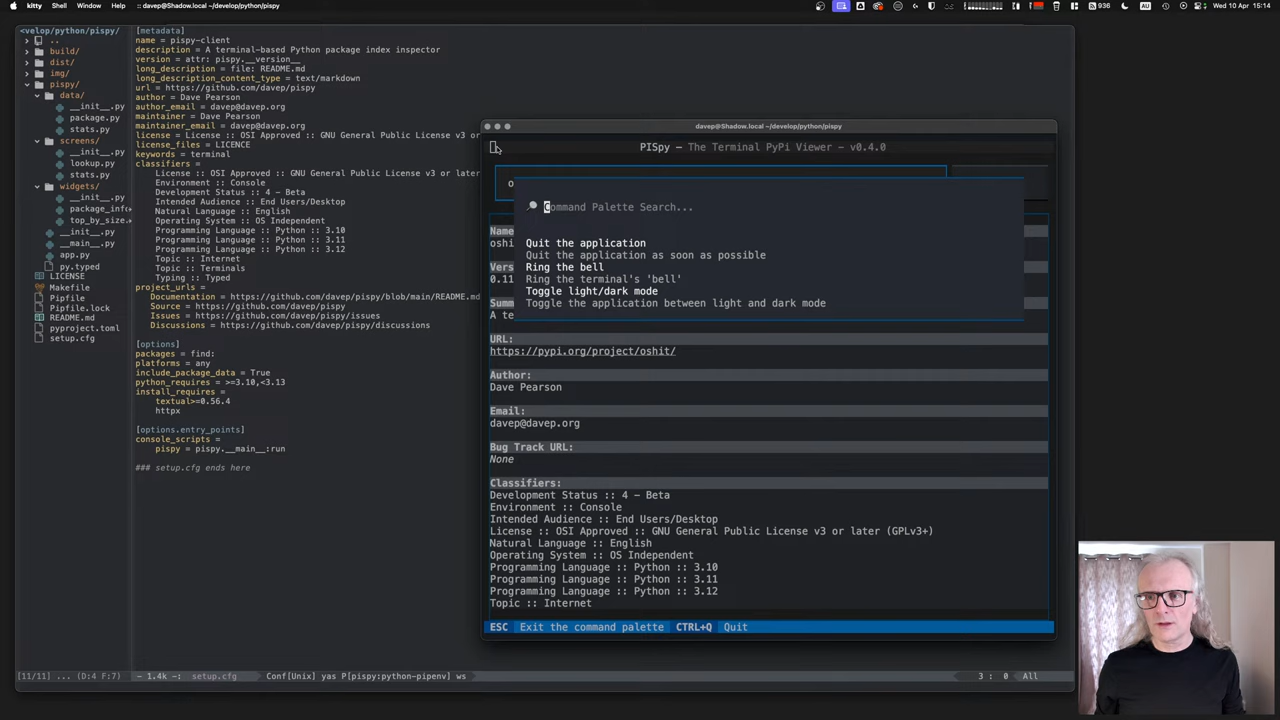 kitty Shell Window Help :: davep@Shadow.local ~/develop/python/pispy 936 AU Wed 10 Apr 15:14
<velop/python/pispy/
..
build/
dist/
img/
pispy/
data/
__init__.py
package.py
stats.py
screens/
__init__.py
lookup.py
stats.py
widgets/
__init__.py
package_info
top_by_size.
__init__.py
__main__.py
app.py
py.typed
LICENSE
Makefile
Pipfile
Pipfile.lock
README.md
pyproject.toml
setup.cfg
[metadata]
name = pispy-client
description = A terminal-based Python package index inspector
version = attr: pispy.__version__
long_description = file: README.md
long_description_content_type = text/markdown
url = https://github.com/davep/pispy
author = Dave Pearson
author_email = davep@davep.org
maintainer = Dave Pearson
maintainer_email = davep@davep.org
license = License :: OSI Approved :: GNU General Public License v3 or
license_files = LICENCE
keywords = terminal
classifiers =
License :: OSI Approved :: GNU General Public License v3 or later
Environment :: Console
Development Status :: 4 - Beta
Intended Audience :: End Users/Desktop
Natural Language :: English
Operating System :: OS Independent
Programming Language :: Python :: 3.10
Programming Language :: Python :: 3.11
Programming Language :: Python :: 3.12
Topic :: Internet
Topic :: Terminals
Typing :: Typed
project_urls =
Documentation = https://github.com/davep/pispy/blob/main/README.md
Source = https://github.com/davep/pispy
Issues = https://github.com/davep/pispy/issues
Discussions = https://github.com/davep/pispy/discussions
[options]
packages = find:
platforms = any
include_package_data = True
python_requires = >=3.10,<3.13
install_requires =
textual>=0.56.4
httpx
[options.entry_points]
console_scripts =
pispy = pispy.__main__:run
### setup.cfg ends here
[11/11] ... (D:4 F:7) - 1.4k -: setup.cfg Conf[Unix] yas P[pispy:python-pipenv] ws 3 : 0 All
davep@Shadow.local ~/develop/python/pispy
PISpy — The Terminal PyPi Viewer - v0.4.0
o
Command Palette Search...
Quit the application
Quit the application as soon as possible
Ring the bell
Ring the terminal's 'bell'
Toggle light/dark mode
Toggle the application between light and dark mode
Name
oshi
Vers
0.11
Summ
A te
URL:
https://pypi.org/project/oshit/
Author:
Dave Pearson
Email:
davep@davep.org
Bug Track URL:
None
Classifiers:
Development Status :: 4 - Beta
Environment :: Console
Intended Audience :: End Users/Desktop
License :: OSI Approved :: GNU General Public License v3 or later (GPLv3+)
Natural Language :: English
Operating System :: OS Independent
Programming Language :: Python :: 3.10
Programming Language :: Python :: 3.11
Programming Language :: Python :: 3.12
Topic :: Internet
ESC Exit the command palette CTRL+Q Quit